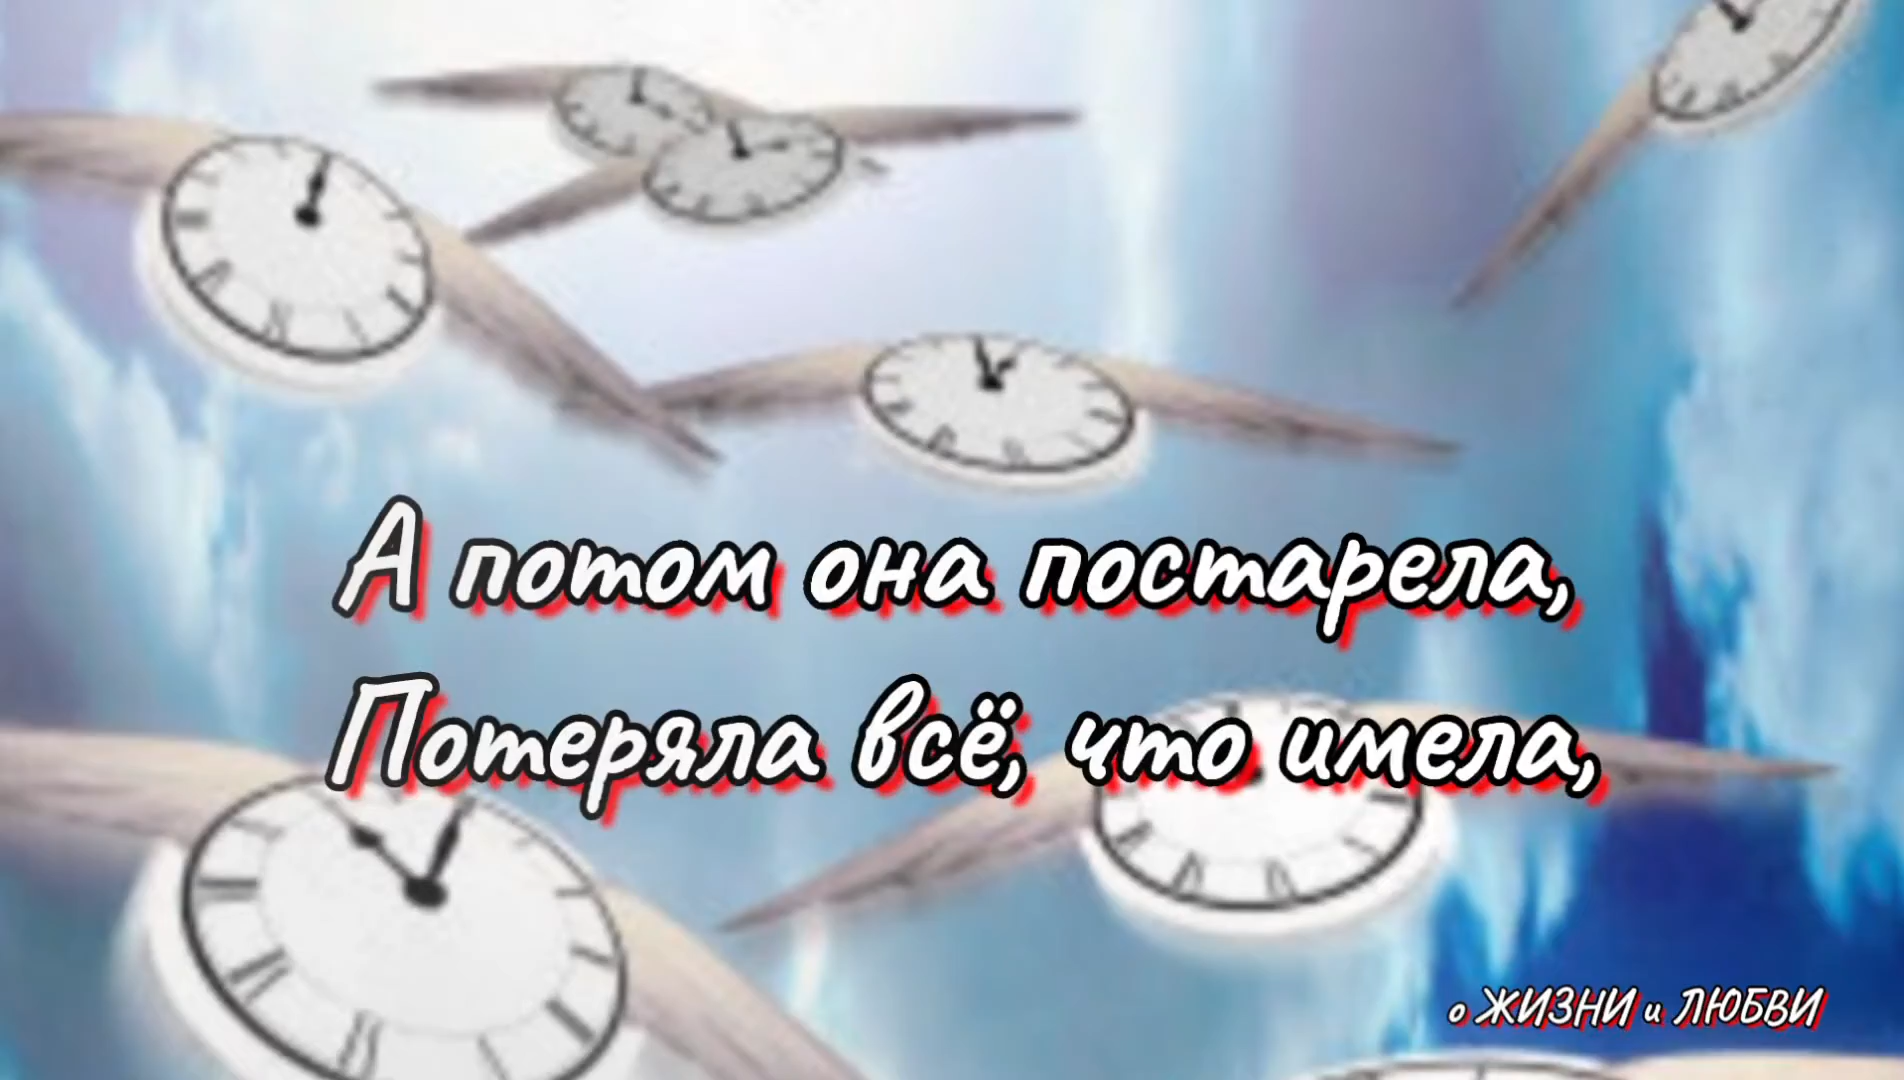 А потом она постарела,
Потеряла всё, что имела,
о ЖИЗНИ и ЛЮБВИ